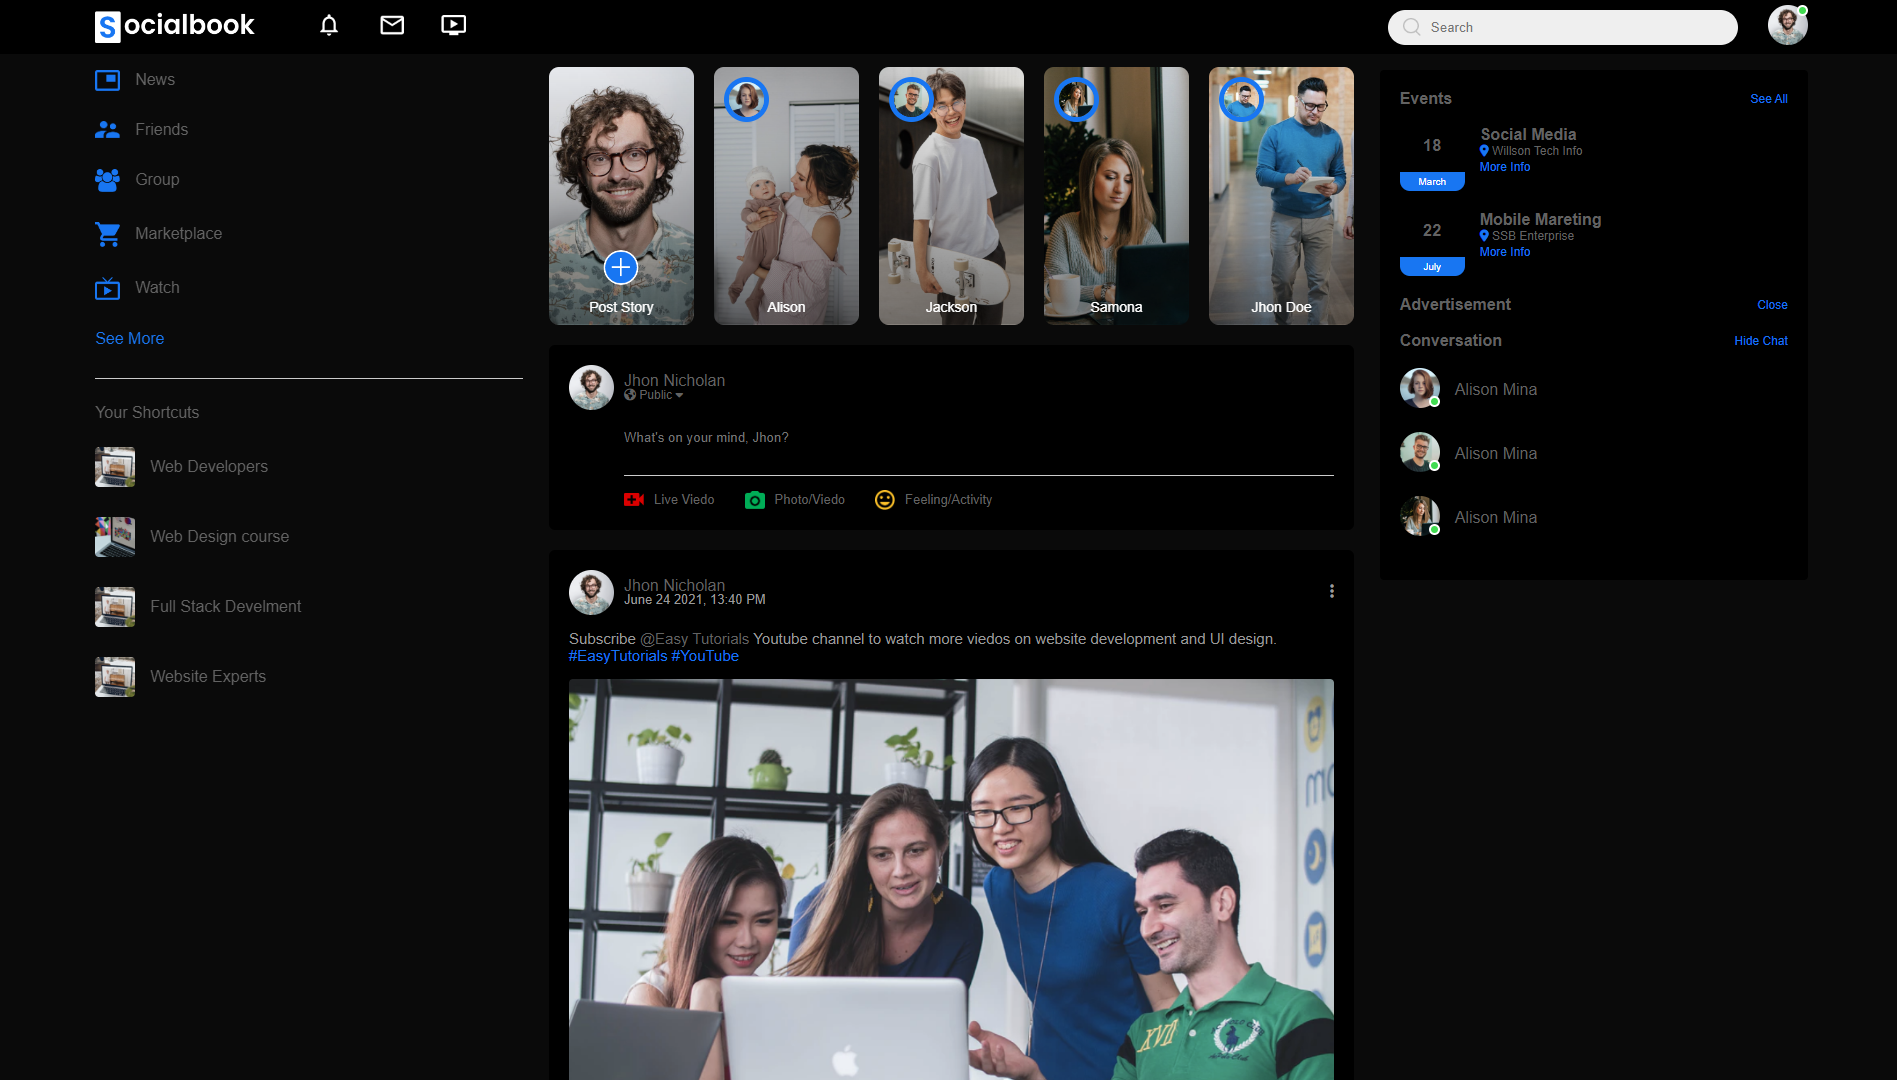 Socialbook
Search
News
Friends
Group
Marketplace
Watch
See More
Your Shortcuts
Web Developers
Web Design course
Full Stack Develment
Website Experts
Post Story
Alison
Jackson
Samona
Jhon Doe
Jhon Nicholan
Public
What's on your mind, Jhon?
Live Viedo
Photo/Viedo
Feeling/Activity
Jhon Nicholan
June 24 2021, 13:40 PM
Subscribe @Easy Tutorials Youtube channel to watch more viedos on website development and UI design.
#EasyTutorials #YouTube
XVII
Events
See All
18
March
Social Media
Willson Tech Info
More Info
22
July
Mobile Mareting
SSB Enterprise
More Info
Advertisement
Close
Conversation
Hide Chat
Alison Mina
Alison Mina
Alison Mina